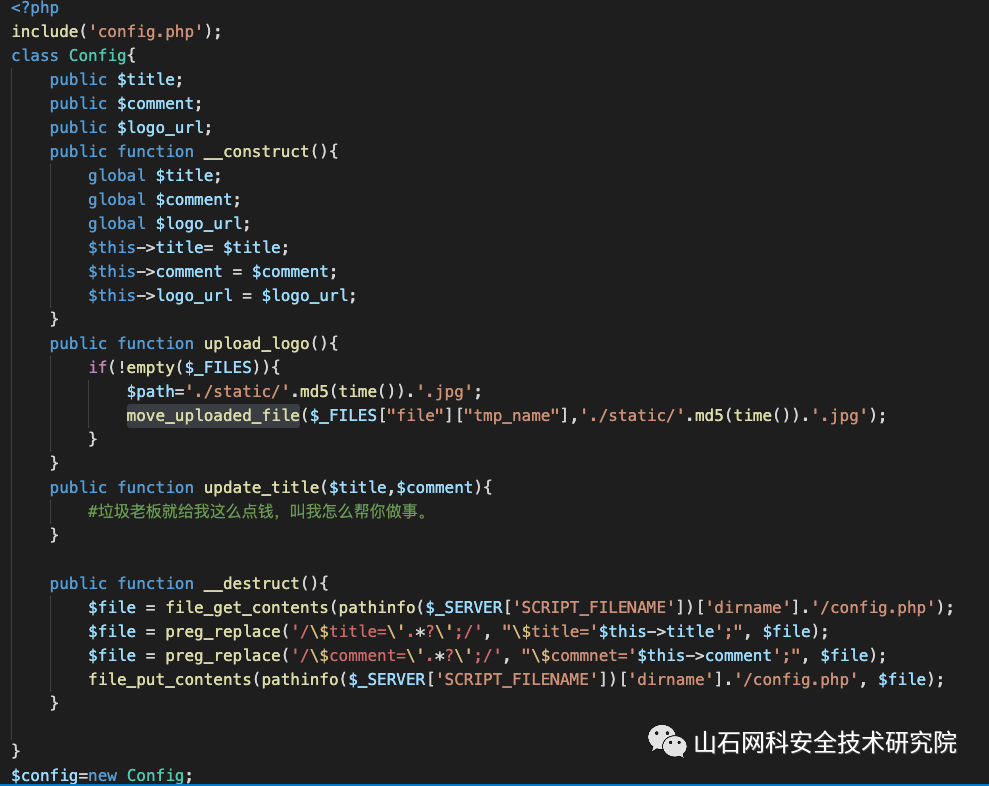 <?php
include('config.php');
class Config{
    public $title;
    public $comment;
    public $logo_url;
    public function __construct(){
        global $title;
        global $comment;
        global $logo_url;
        $this->title= $title;
        $this->comment = $comment;
        $this->logo_url = $logo_url;
    }
    public function upload_logo(){
        if(!empty($_FILES)){
            $path='./static/'.md5(time()).'.jpg';
            move_uploaded_file($_FILES["file"]["tmp_name"],'./static/'.md5(time()).'.jpg');
        }
    }
    public function update_title($title,$comment){
        #垃圾老板就给我这么点钱，叫我怎么帮你做事。
    }
    public function __destruct(){
        $file = file_get_contents(pathinfo($_SERVER['SCRIPT_FILENAME'])['dirname'].'/config.php');
        $file = preg_replace('/\$title=\'.*?\';/', "\$title='$this->title';", $file);
        $file = preg_replace('/\$comment=\'.*?\';/', "\$commnet='$this->comment';", $file);
        file_put_contents(pathinfo($_SERVER['SCRIPT_FILENAME'])['dirname'].'/config.php', $file);
    }
}
山石网科安全技术研究院
$config=new Config;